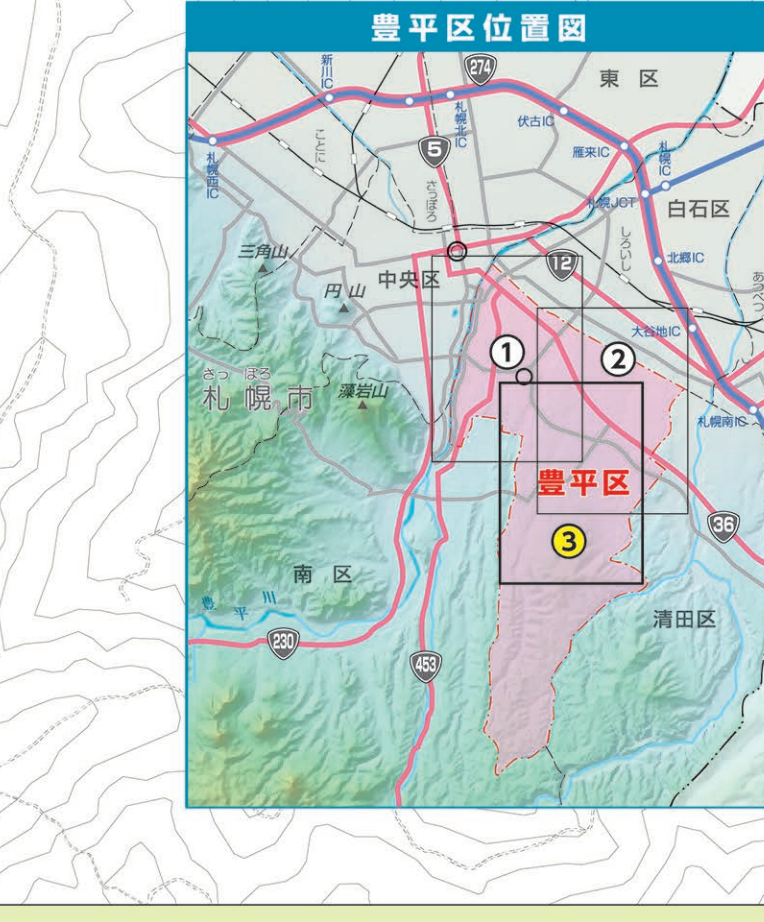 豊平区位置図
新川IC
274
東 区
札幌北IC
伏古IC
ことに
5
雁来IC
札幌IC
札幌西IC
さっぽろ
札幌JCT
白石区
しろいし
三角山
12
北郷IC
中央区
円 山
あつべつ
大谷地IC
①
②
さっ ぽろ
札 幌 市
藻岩山
札幌南IC
豊平区
36
③
南 区
豊 平 川
清田区
230
453